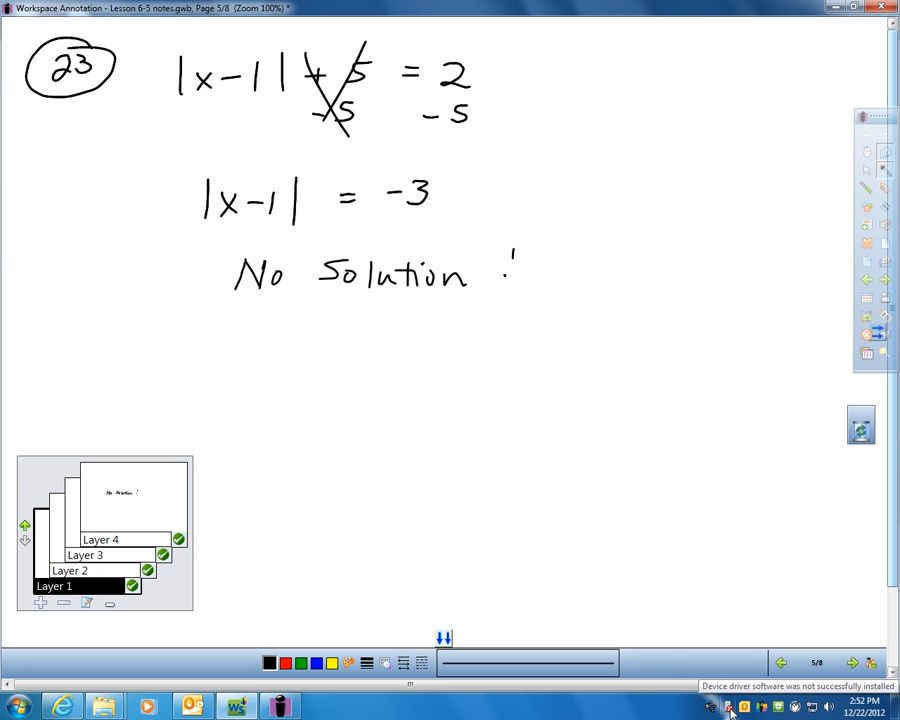 Workspace Annotation - Lesson 6-5 notes.gwb, Page 5/8 (Zoom 100%) *
23 |x-1| + 5 = 2
-5 -5
|x-1| = -3
No Solution !
No Solution !
Layer 4
Layer 3
Layer 2
Layer 1
5/8
Device driver software was not successfully installed
2:52 PM
12/22/2012